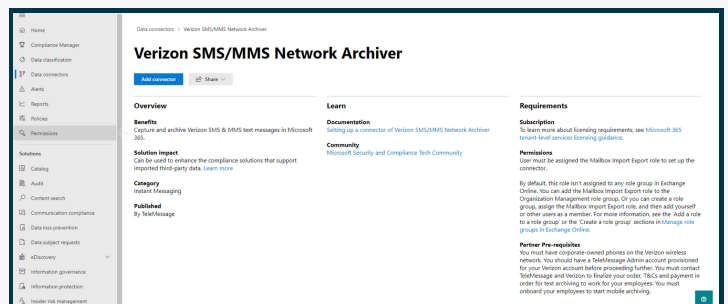 Home
Compliance Manager
Data classification
Data connectors
Alerts
Reports
Policies
Permissions
Solutions
Catalog
Audit
Content search
Communication compliance
Data loss prevention
Data subject requests
eDiscovery
Information governance
Information protection
Insider risk management
Data connectors > Verizon SMS/MMS Network Archiver
Verizon SMS/MMS Network Archiver
Add connector
Share
Overview
Benefits
Capture and archive Verizon SMS & MMS text messages in Microsoft
365.
Solution impact
Can be used to enhance the compliance solutions that support
imported third-party data. Learn more
Category
Instant Messaging
Published
By TeleMessage
Learn
Documentation
Setting up a connector of Verizon SMS/MMS Network Archiver
Community
Microsoft Security and Compliance Tech Community
Requirements
Subscription
To learn more about licensing requirements, see Microsoft 365
tenant-level services licensing guidance.
Permissions
User must be assigned the Mailbox Import Export role to set up the
connector.
By default, this role isn't assigned to any role group in Exchange
Online. You can add the Mailbox Import Export role to the
Organization Management role group. Or you can create a role
group, assign the Mailbox Import Export role, and then add yourself
or other users as a member. For more information, see the 'Add a role
to a role group' or the 'Create a role group' sections in Manage role
groups in Exchange Online.
Partner Pre-requisites
You must have corporate-owned phones on the Verizon wireless
network. You should have a TeleMessage Admin account provisioned
for your Verizon account before proceeding further. You must contact
TeleMessage and Verizon to finalize your order, T&Cs and payment in
order for text archiving to work for your employees. You must
onboard your employees to start mobile archiving.